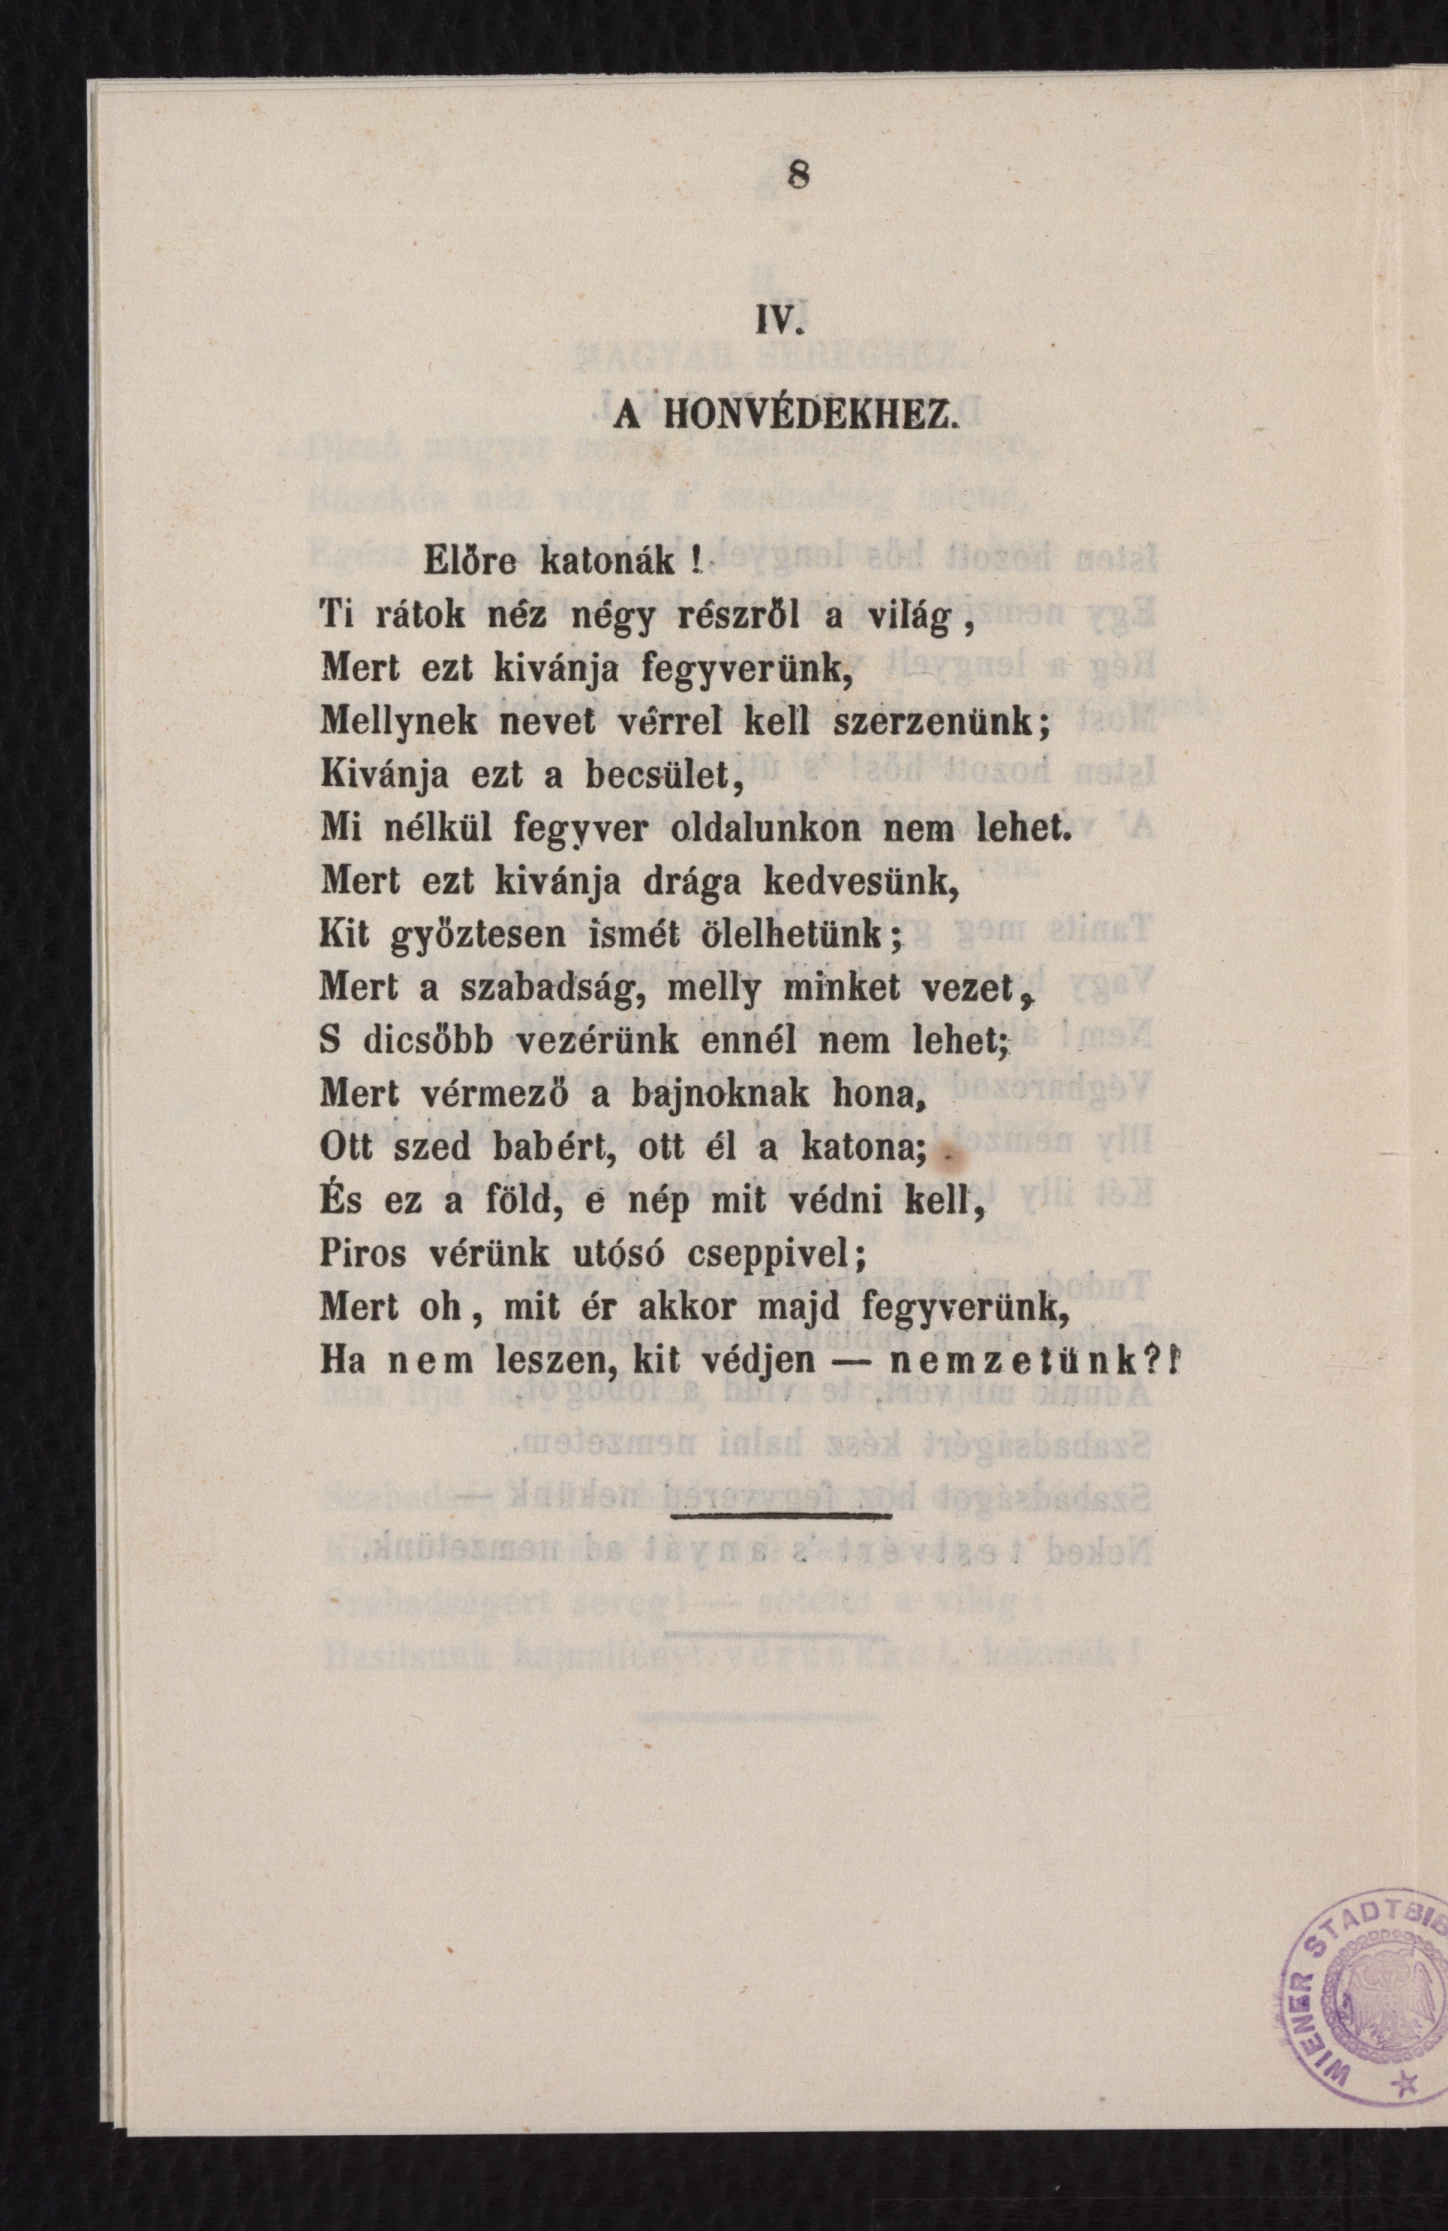 8
IV.
A HONVÉDEKHEZ.
Előre katonák !
Ti rátok néz négy részről a világ ,
Mert ezt kivánja fegyverünk,
Mellynek nevet vérrel kell szerzenünk;
Kivánja ezt a becsület,
Mi nélkül fegyver oldalunkon nem lehet.
Mert ezt kivánja drága kedvesünk,
Kit győztesen ismét ölelhetünk;
Mert a szabadság, melly minket vezet,
S dicsőbb vezérünk ennél nem lehet;
Mert vérmező a bajnoknak hona,
Ott szed babért, ott él a katona;
És ez a föld, e nép mit védni kell,
Piros vérünk utósó cseppivel;
Mert oh , mit ér akkor majd fegyverünk,
Ha nem leszen, kit védjen — nemzetünk?!
WIENER STADTBIB